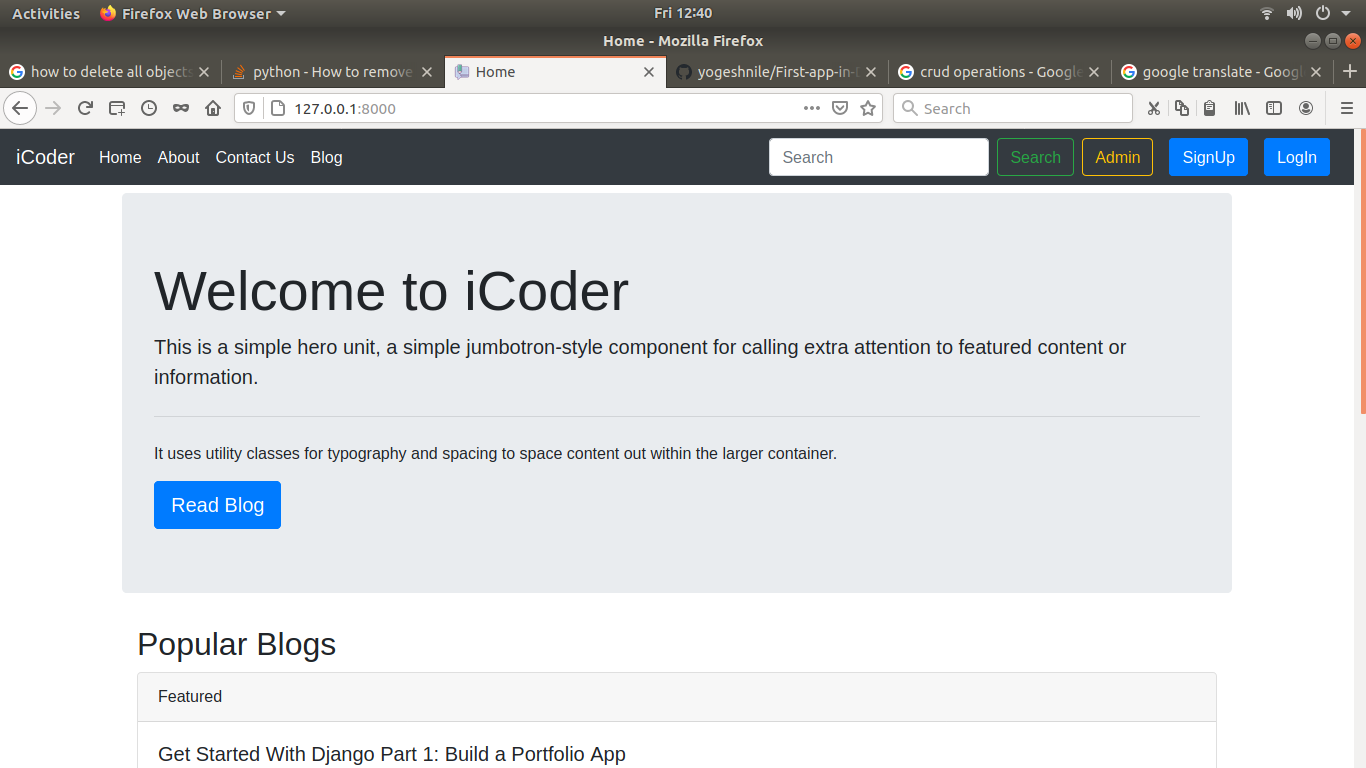 Activities Firefox Web Browser Fri 12:40
Home - Mozilla Firefox
how to delete all objects python - How to remove Home yogeshnile/First-app-in- crud operations - Google google translate - Googl
127.0.0.1:8000 Search
iCoder Home About Contact Us Blog Search Search Admin SignUp LogIn
Welcome to iCoder
This is a simple hero unit, a simple jumbotron-style component for calling extra attention to featured content or
information.
It uses utility classes for typography and spacing to space content out within the larger container.
Read Blog
Popular Blogs
Featured
Get Started With Django Part 1: Build a Portfolio App